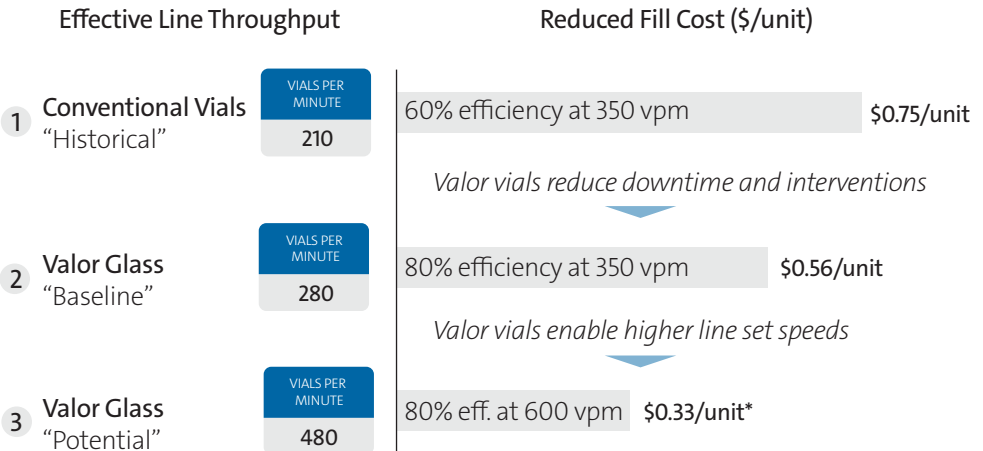 Effective Line Throughput
Reduced Fill Cost ($/unit)
1
Conventional Vials
“Historical”
VIALS PER
MINUTE
210
60% efficiency at 350 vpm
$0.75/unit
Valor vials reduce downtime and interventions
2
Valor Glass
“Baseline”
VIALS PER
MINUTE
280
80% efficiency at 350 vpm
$0.56/unit
Valor vials enable higher line set speeds
3
Valor Glass
“Potential”
VIALS PER
MINUTE
480
80% eff. at 600 vpm
$0.33/unit*